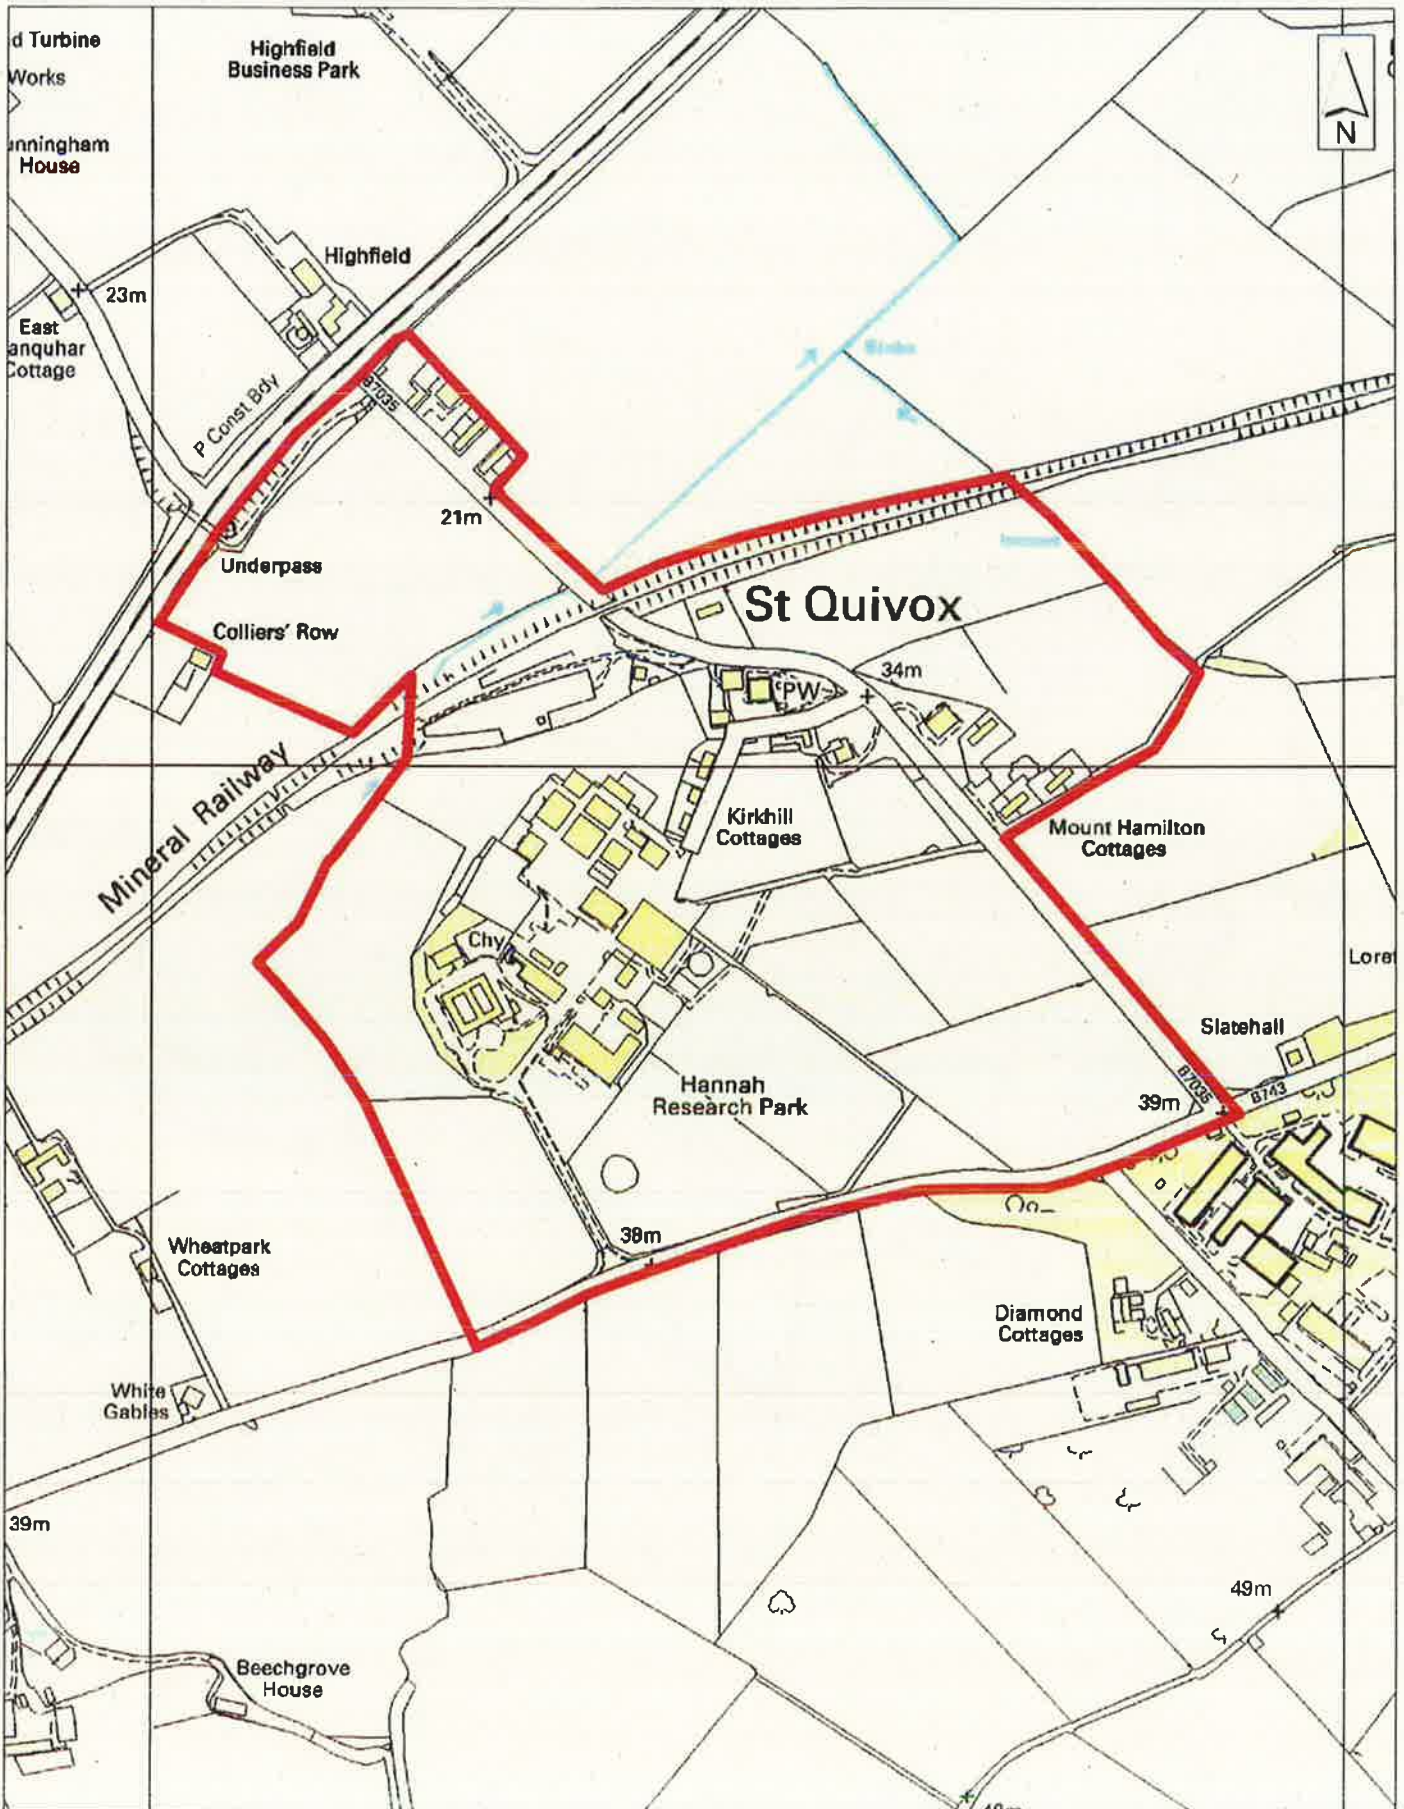 d Turbine
Works
Highfield
Business Park
N
unningham
House
Highfield
23m
East
anquhar
Cottage
P Const Bdy
B7035
21m
Underpass
Colliers' Row
St Quivox
PW
34m
Mineral Railway
Kirkhill
Cottages
Mount Hamilton
Cottages
Chy
Lore
Slatehall
Hannah
Research Park
39m
B7035
B743
38m
Wheatpark
Cottages
Diamond
Cottages
White
Gables
39m
49m
Beechgrove
House